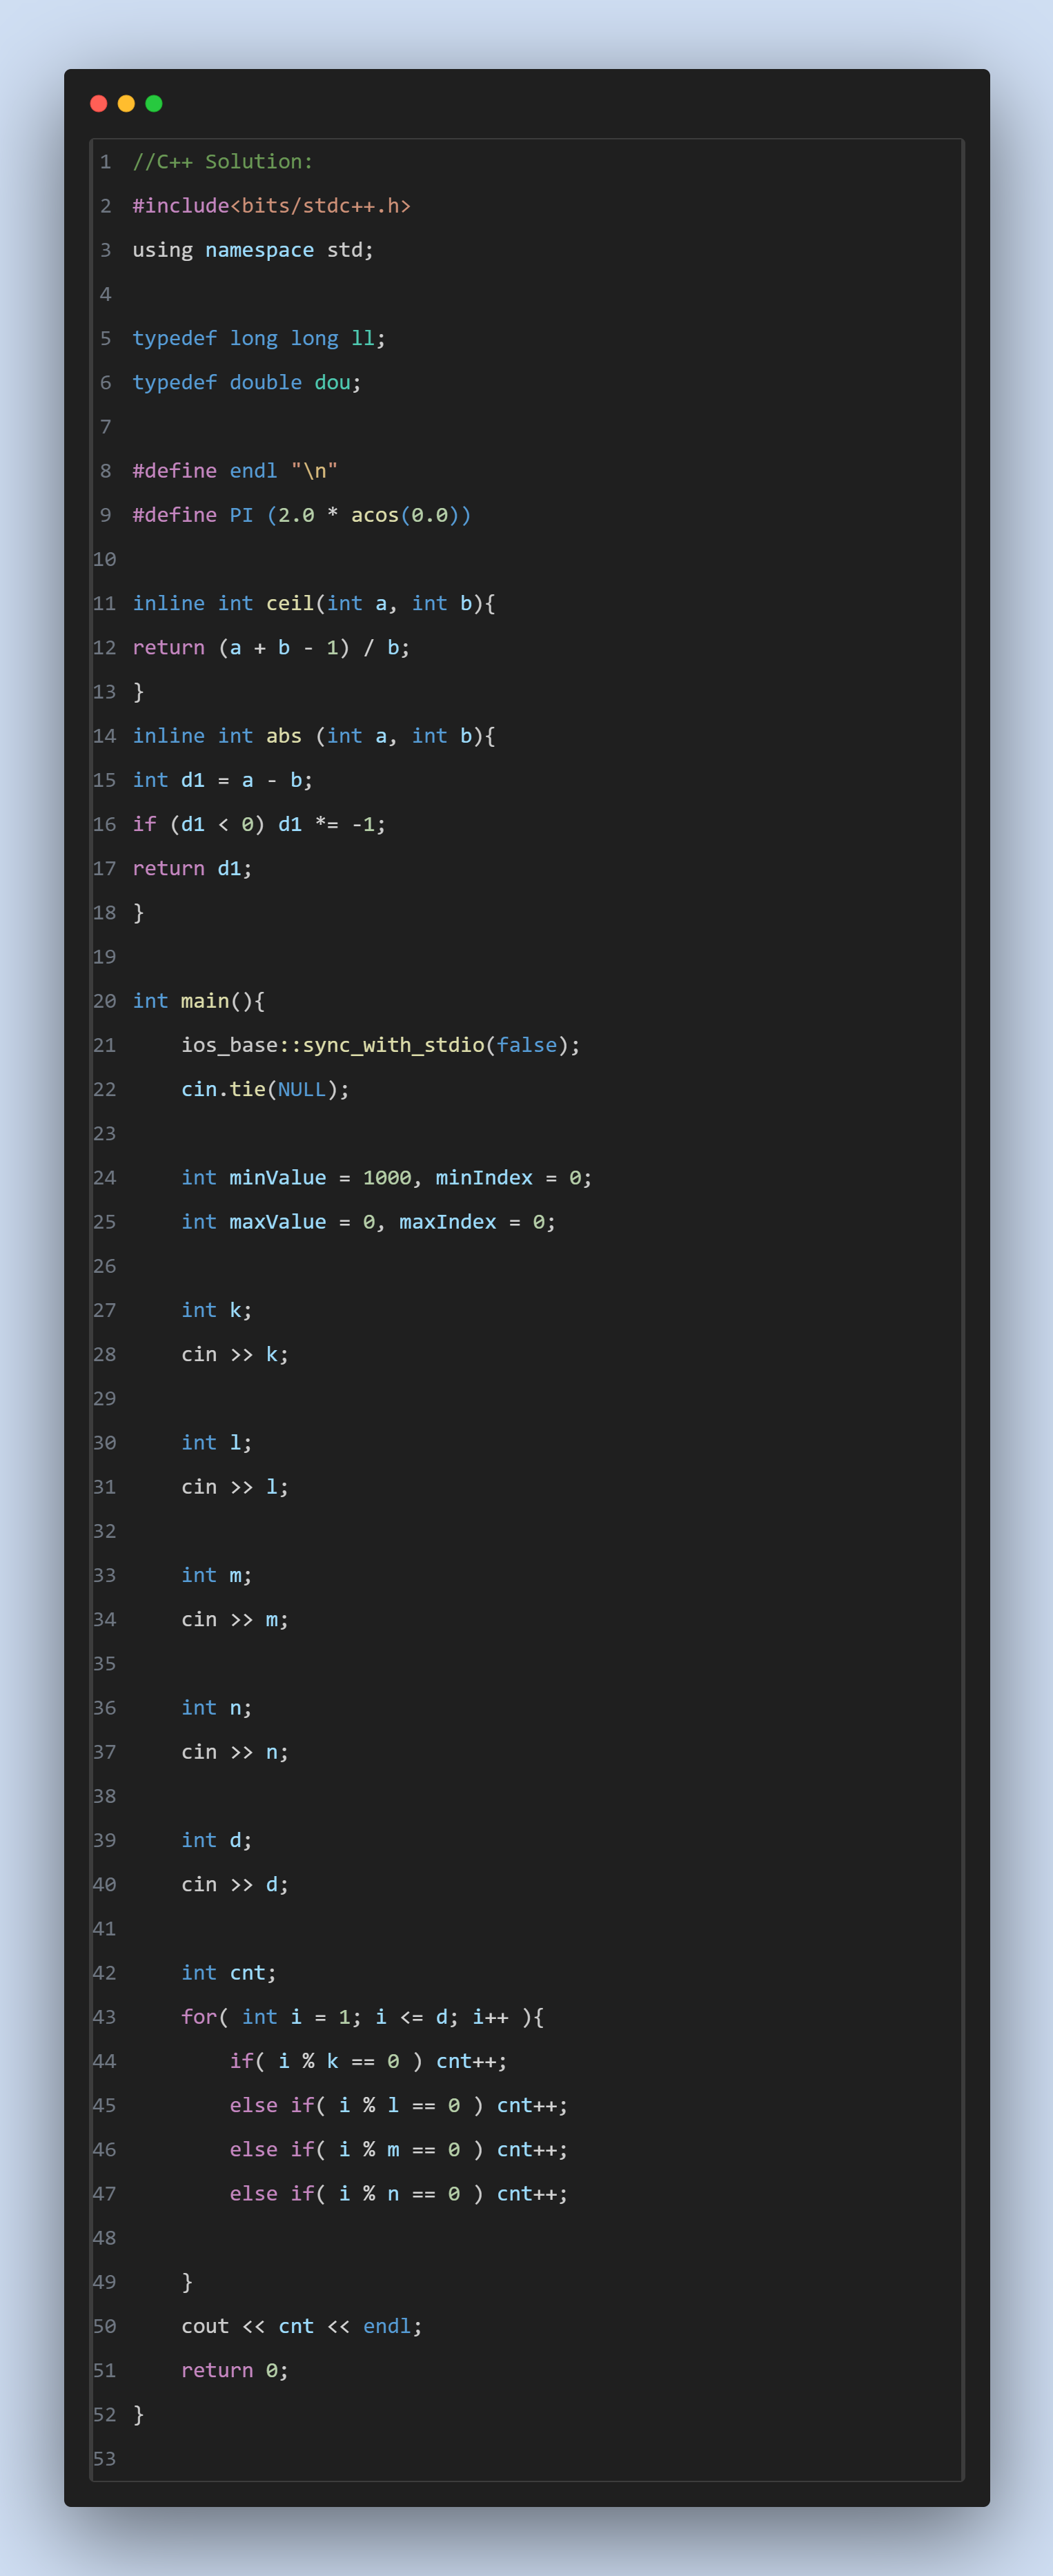 1 //C++ Solution:
2 #include<bits/stdc++.h>
3 using namespace std;
4
5 typedef long long ll;
6 typedef double dou;
7
8 #define endl "\n"
9 #define PI (2.0 * acos(0.0))
10
11 inline int ceil(int a, int b){
12 return (a + b - 1) / b;
13 }
14 inline int abs (int a, int b){
15 int d1 = a - b;
16 if (d1 < 0) d1 *= -1;
17 return d1;
18 }
19
20 int main(){
21     ios_base::sync_with_stdio(false);
22     cin.tie(NULL);
23
24     int minValue = 1000, minIndex = 0;
25     int maxValue = 0, maxIndex = 0;
26
27     int k;
28     cin >> k;
29
30     int l;
31     cin >> l;
32
33     int m;
34     cin >> m;
35
36     int n;
37     cin >> n;
38
39     int d;
40     cin >> d;
41
42     int cnt;
43     for( int i = 1; i <= d; i++ ){
44         if( i % k == 0 ) cnt++;
45         else if( i % l == 0 ) cnt++;
46         else if( i % m == 0 ) cnt++;
47         else if( i % n == 0 ) cnt++;
48
49     }
50     cout << cnt << endl;
51     return 0;
52 }
53